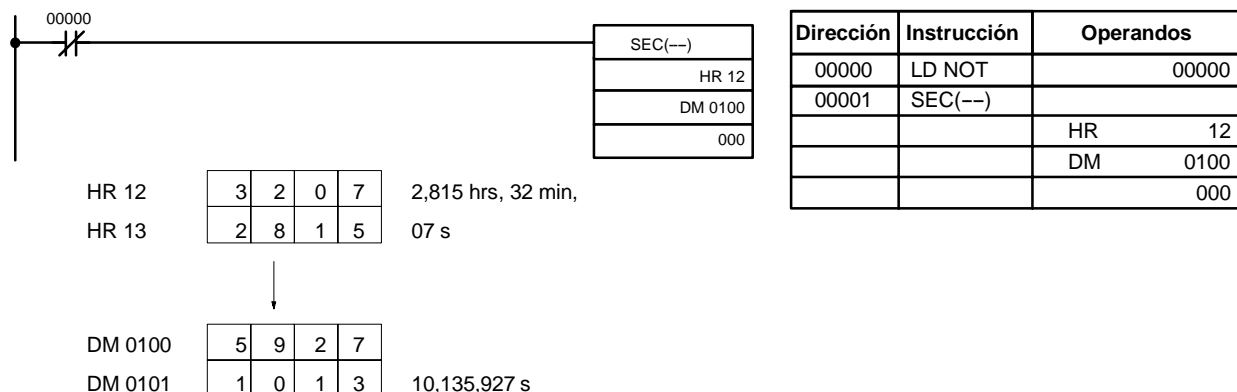 00000
SEC(−−)
HR 12
DM 0100
000
Dirección Instrucción Operandos
00000 LD NOT 00000
00001 SEC(−−)
HR 12
DM 0100
000
HR 12 3 2 0 7 2,815 hrs, 32 min,
HR 13 2 8 1 5 07 s
DM 0100 5 9 2 7
DM 0101 1 0 1 3 10,135,927 s